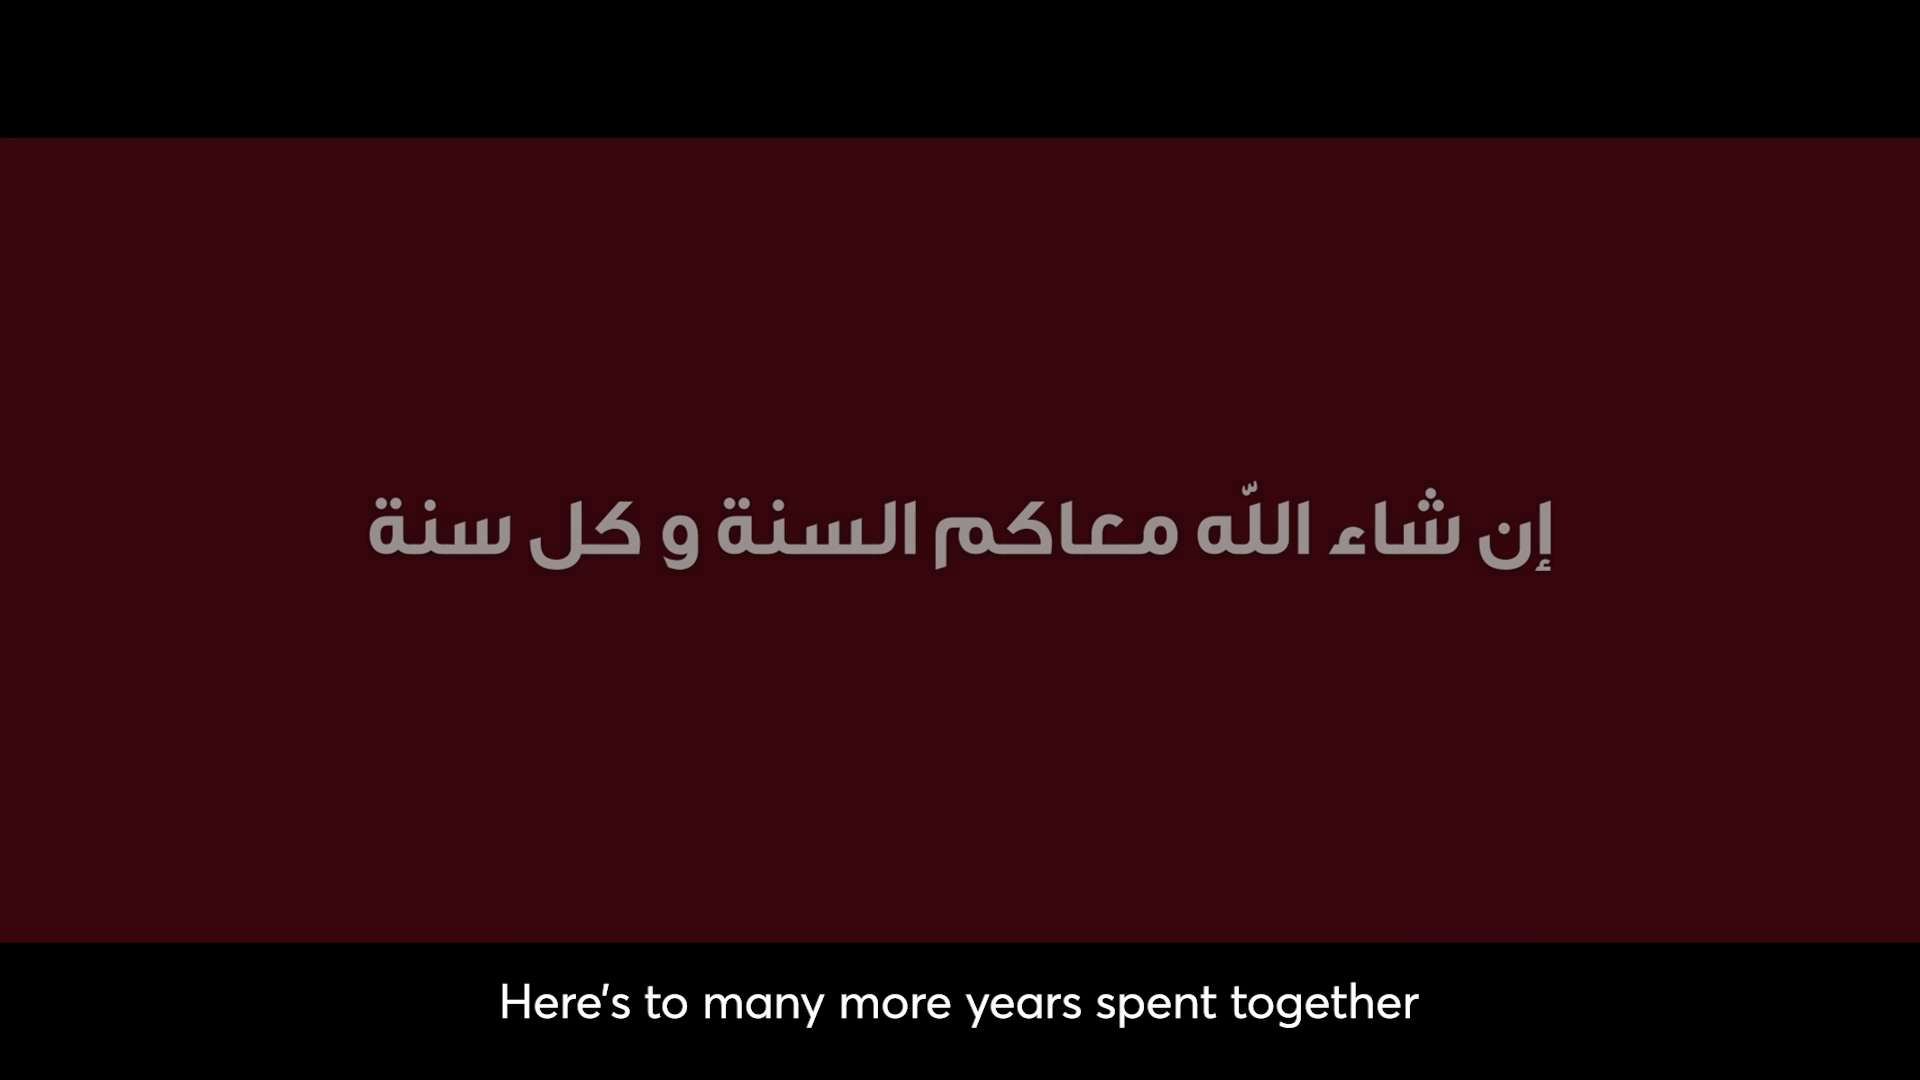 إن شاء اللّه معاكم السنة و كل سنة
Here's to many more years spent together